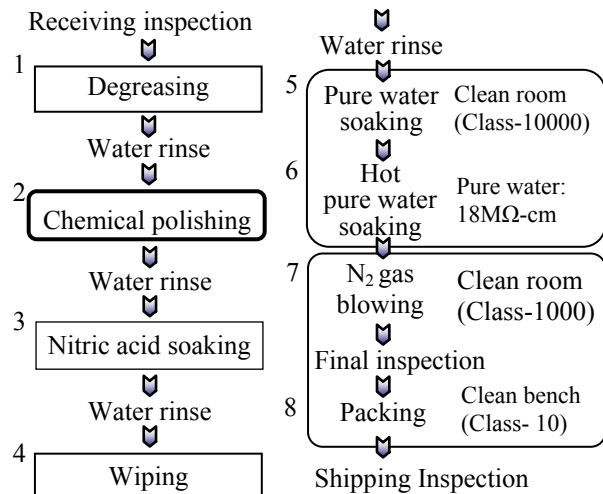 Receiving inspection
1
Degreasing
Water rinse
2
Chemical polishing
Water rinse
3
Nitric acid soaking
Water rinse
4
Wiping
Water rinse
5
Pure water
soaking
Clean room
(Class-10000)
6
Hot
pure water
soaking
Pure water:
18MΩ-cm
7
N₂ gas
blowing
Clean room
(Class-1000)
Final inspection
8
Packing
Clean bench
(Class- 10)
Shipping Inspection